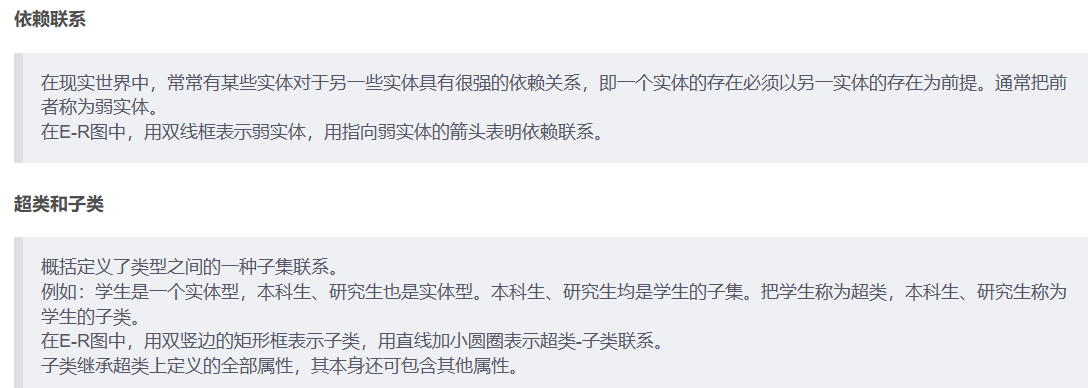 依赖联系
在现实世界中，常常有某些实体对于另一些实体具有很强的依赖关系，即一个实体的存在必须以另一实体的存在为前提。通常把前
者称为弱实体。
在E-R图中，用双线框表示弱实体，用指向弱实体的箭头表明依赖联系。
超类和子类
概括定义了类型之间的一种子集联系。
例如：学生是一个实体型，本科生、研究生也是实体型。本科生、研究生均是学生的子集。把学生称为超类，本科生、研究生称为
学生的子类。
在E-R图中，用双竖边的矩形框表示子类，用直线加小圆圈表示超类-子类联系。
子类继承超类上定义的全部属性，其本身还可包含其他属性。